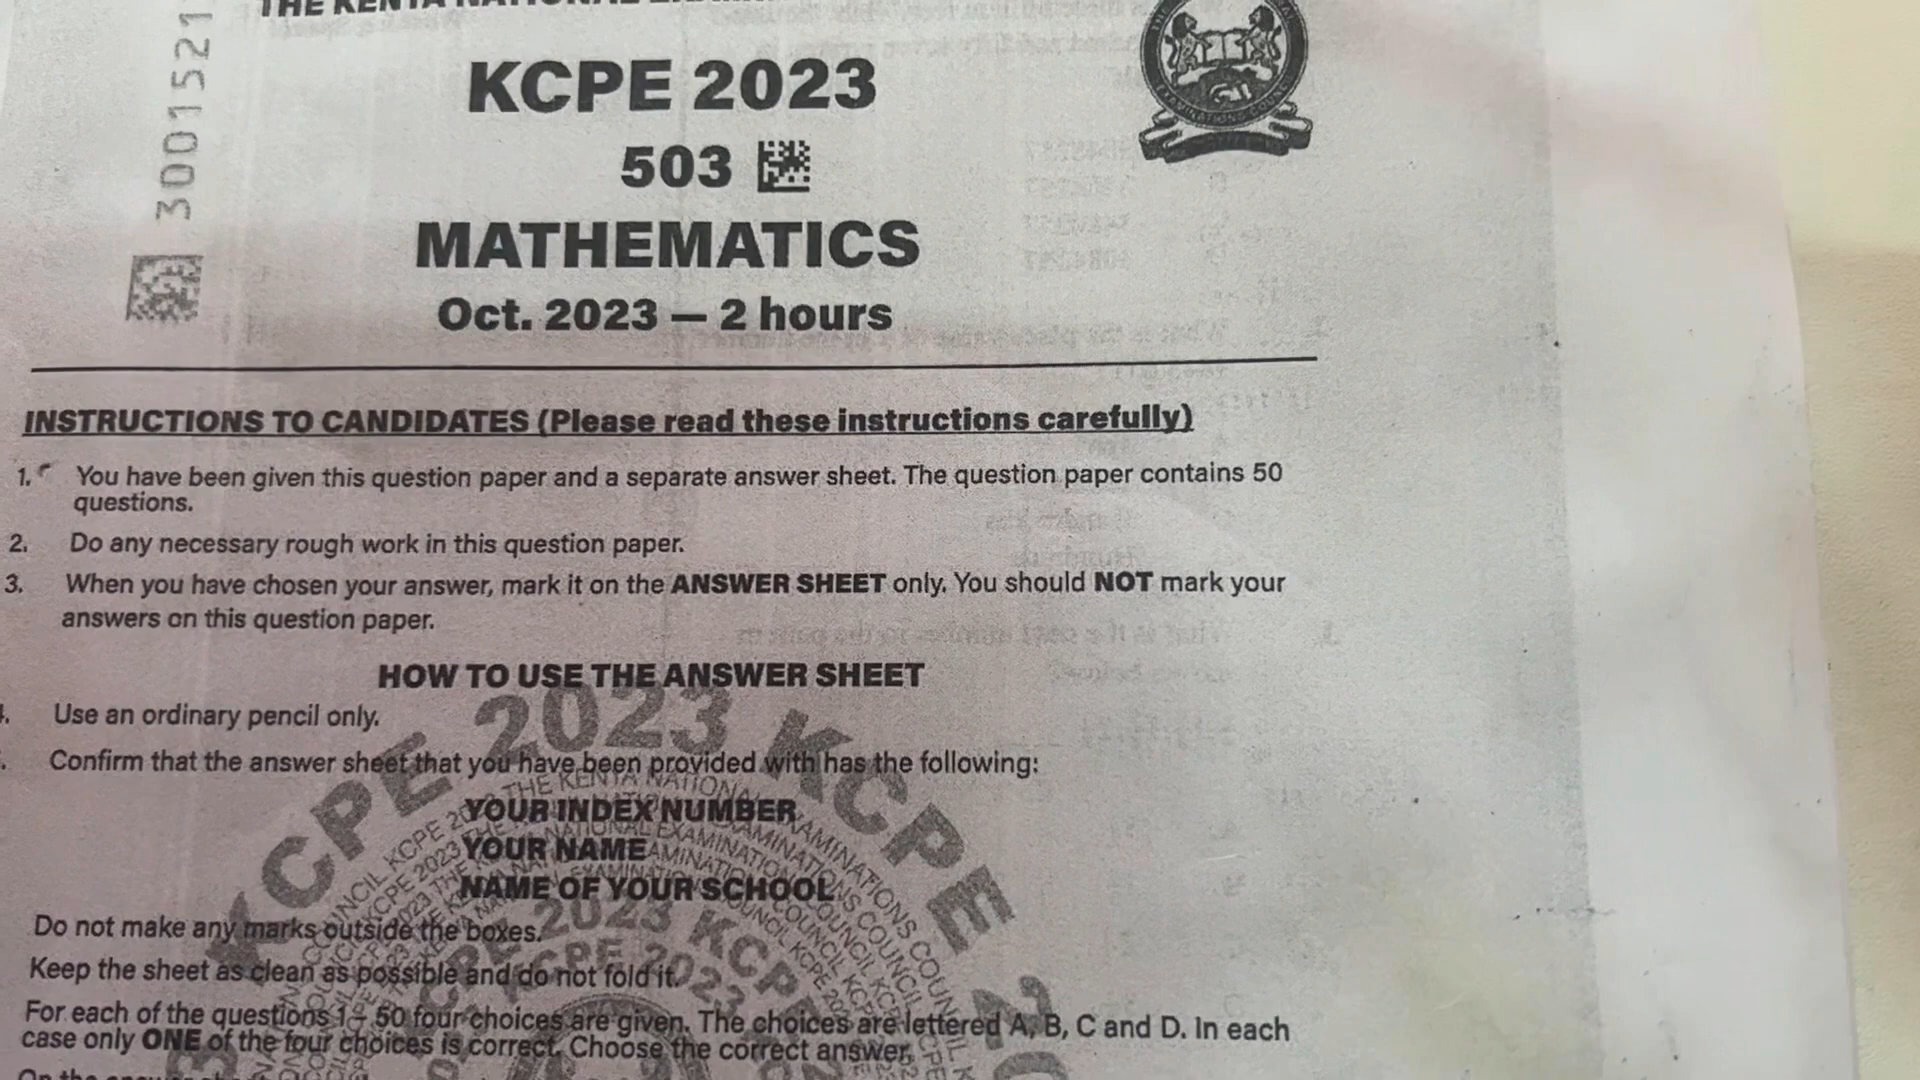 THE KENYA NATIONAL
30015211
KCPE 2023
503
MATHEMATICS
Oct. 2023 — 2 hours
INSTRUCTIONS TO CANDIDATES (Please read these instructions carefully)
1. You have been given this question paper and a separate answer sheet. The question paper contains 50
questions.
2. Do any necessary rough work in this question paper.
3. When you have chosen your answer, mark it on the ANSWER SHEET only. You should NOT mark your
answers on this question paper.
HOW TO USE THE ANSWER SHEET
Use an ordinary pencil only.
Confirm that the answer sheet that you have been provided with has the following:
YOUR INDEX NUMBER
YOUR NAME
NAME OF YOUR SCHOOL
Do not make any marks outside the boxes.
Keep the sheet as clean as possible and do not fold it.
For each of the questions 1 – 50 four choices are given. The choices are lettered A, B, C and D. In each
case only ONE of the four choices is correct. Choose the correct answer.
KCPE 2023 KCPE